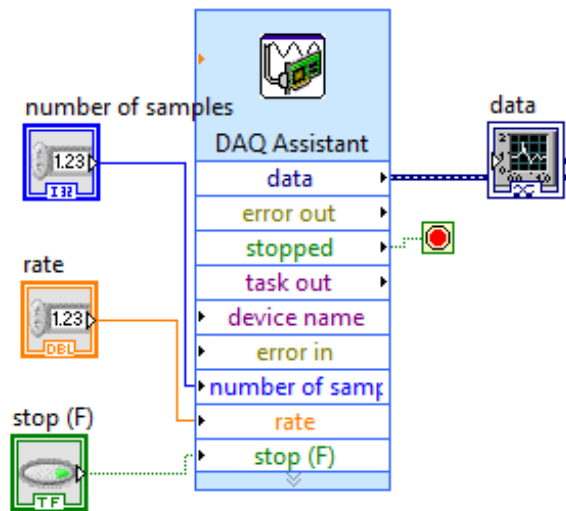 number of samples
1.23
I32
rate
1.23
DBL
stop (F)
TF
DAQ Assistant
data
error out
stopped
task out
device name
error in
number of samp
rate
stop (F)
data